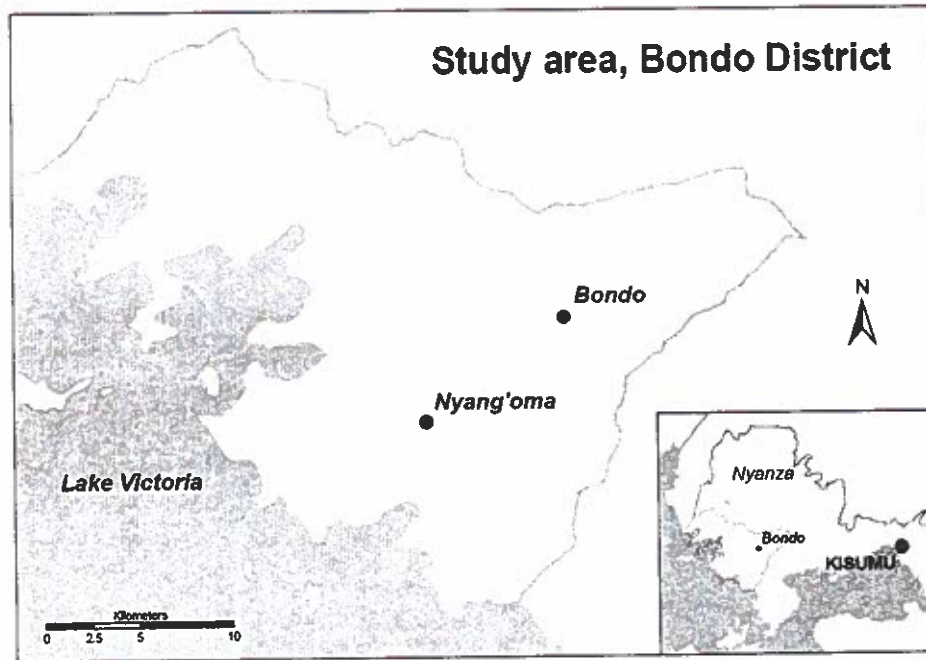 Study area, Bondo District
Bondo
N
Nyang'oma
Lake Victoria
Nyanza
Bondo
KISUMU
Kilometers
0 2.5 5 10